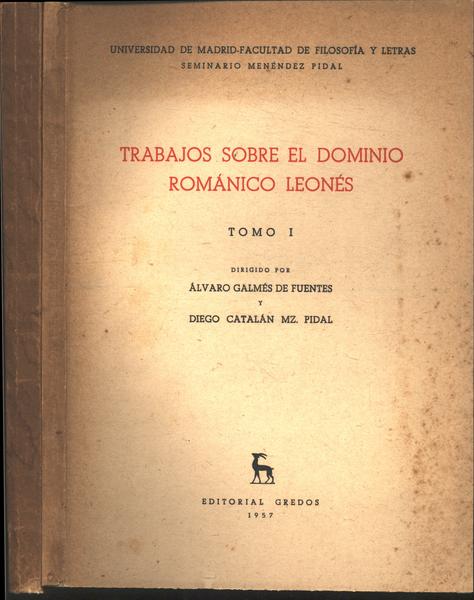 UNIVERSIDAD DE MADRID-FACULTAD DE FILOSOFÍA Y LETRAS
SEMINARIO MENÉNDEZ PIDAL
TRABAJOS SOBRE EL DOMINIO
ROMÁNICO LEONÉS
TOMO I
DIRIGIDO POR
ÁLVARO GALMÉS DE FUENTES
Y
DIEGO CATALÁN MZ. PIDAL
EDITORIAL GREDOS
1957